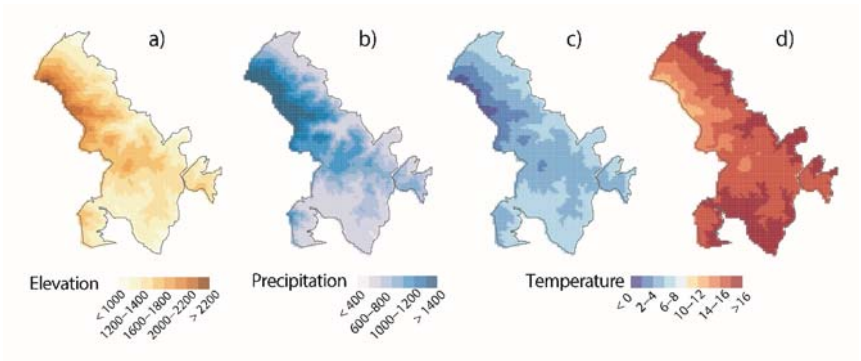 a)
b)
c)
d)
Elevation
< 1000
1200–1400
1600–1800
2000–2200
> 2200
Precipitation
< 400
600–800
1000–1200
> 1400
Temperature
< 0
2–4
6–8
10–12
14–16
>16